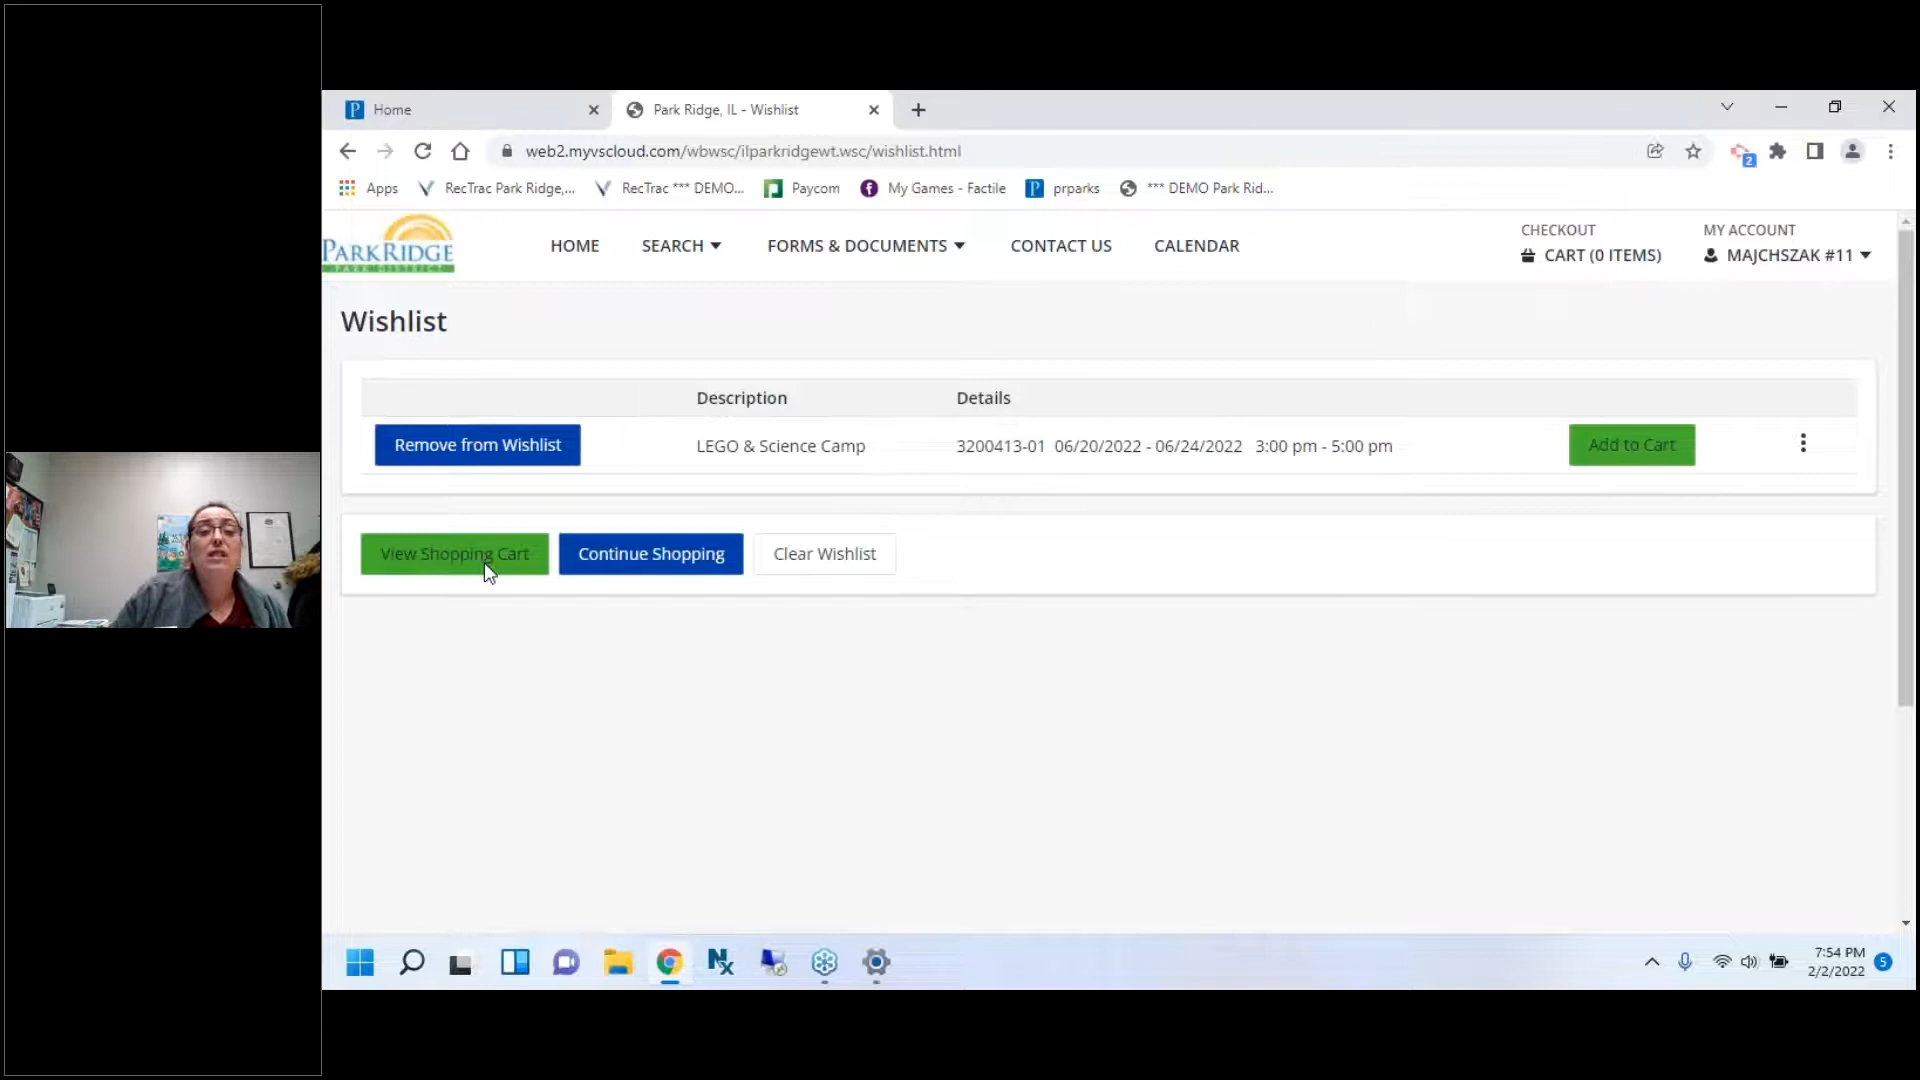 Home
Park Ridge, IL - Wishlist
web2.myvscloud.com/wbwsc/ilparkridgewt.wsc/wishlist.html
2
Apps
RecTrac Park Ridge,...
RecTrac *** DEMO...
Paycom
My Games - Factile
prparks
*** DEMO Park Rid...
PARK RIDGE
PARK DISTRICT
HOME
SEARCH
FORMS & DOCUMENTS
CONTACT US
CALENDAR
CHECKOUT
CART (0 ITEMS)
MY ACCOUNT
MAJCHSZAK #11
Wishlist
Description Details
Remove from Wishlist LEGO & Science Camp 3200413-01 06/20/2022 - 06/24/2022 3:00 pm - 5:00 pm Add to Cart
View Shopping Cart Continue Shopping Clear Wishlist
7:54 PM
2/2/2022
5